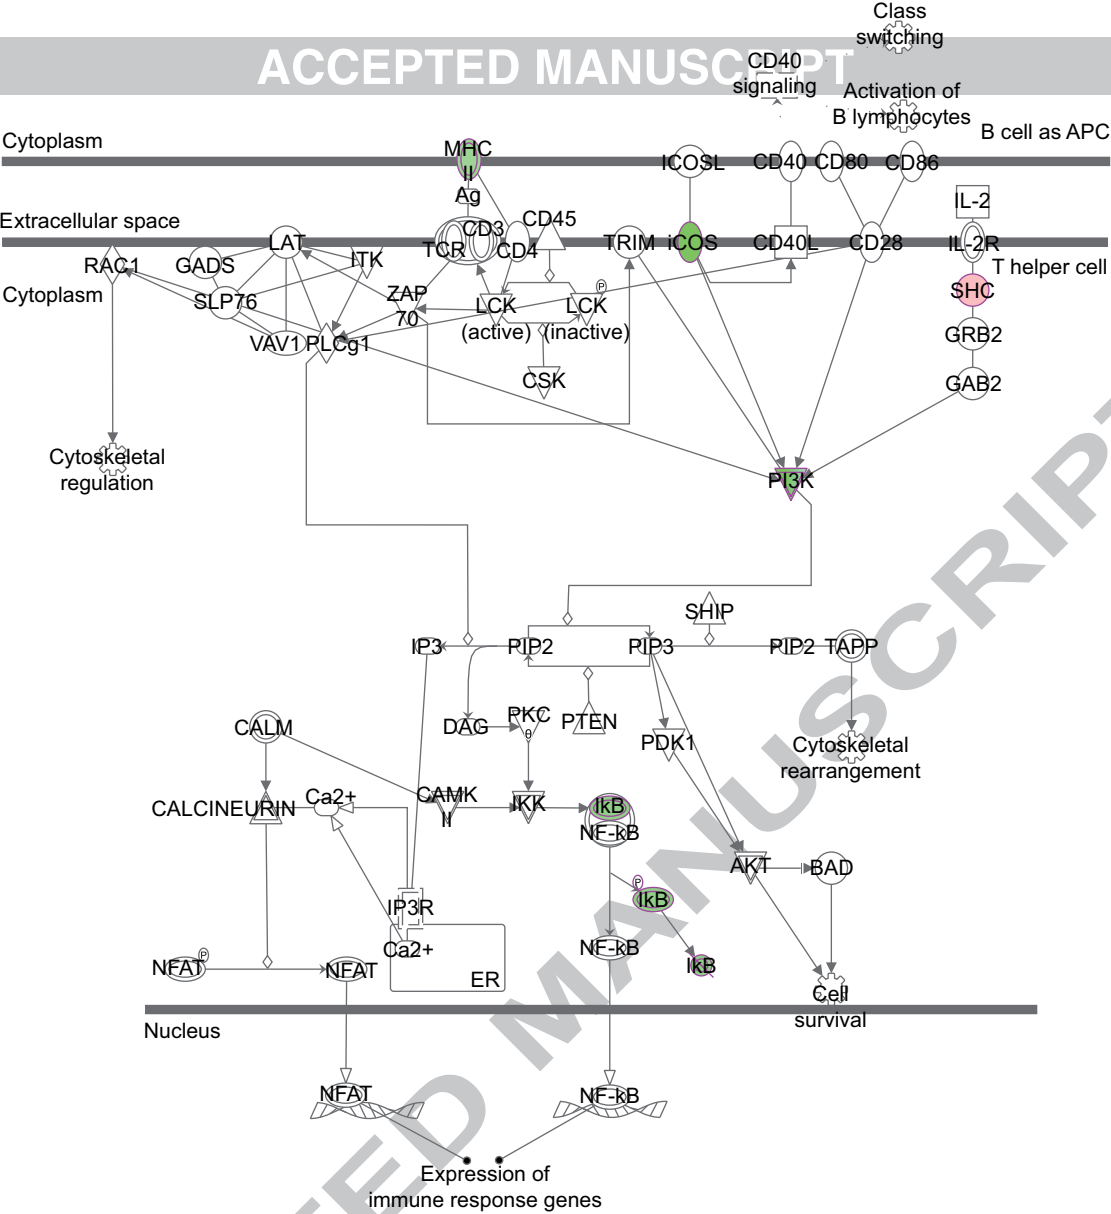 Class
switching
ACCEPTED MANUSCRIPT
CD40
signaling
Activation of
B lymphocytes
B cell as APC
Cytoplasm
MHC
II
Ag
ICOSL
CD40
CD80
CD86
IL-2
Extracellular space
LAT
TCR
CD3
CD4
CD45
TRIM
iCOS
CD40L
CD28
IL-2R
T helper cell
RAC1
GADS
ITK
Cytoplasm
SLP76
ZAP
70
LCK
(active)
LCK
(inactive)
P
SHC
VAV1
PLCg1
GRB2
CSK
GAB2
Cytoskeletal
regulation
PI3K
SHIP
IP3
PIP2
PIP3
PIP2
TAPP
CALM
DAG
PKC
θ
PTEN
PDK1
Cytoskeletal
rearrangement
CALCINEURIN
Ca2+
CAMK
II
IKK
IkB
NF-kB
AKT
BAD
P
IkB
IP3R
Ca2+
ER
NF-kB
IkB
NFAT
P
NFAT
Cell
survival
Nucleus
NFAT
NF-kB
Expression of
immune response genes
TED MANUSCRIPT